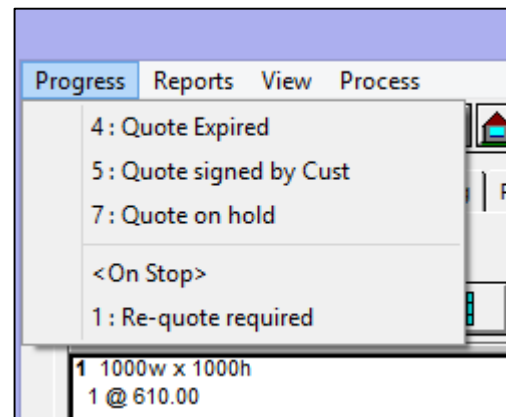 Progress Reports View Process
4 : Quote Expired
5 : Quote signed by Cust
7 : Quote on hold
<On Stop>
1 : Re-quote required
1 1000w x 1000h
1 @ 610.00